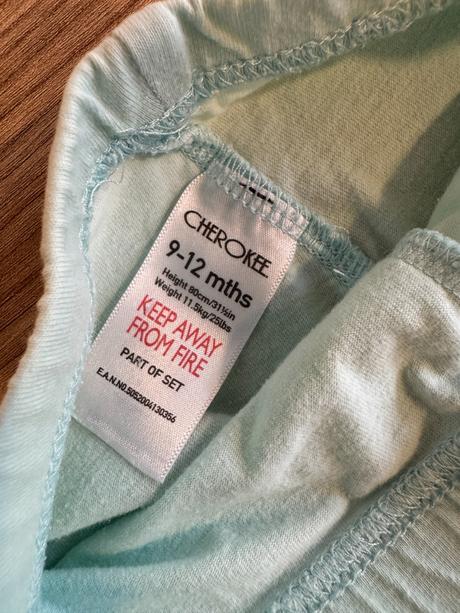 CHEROKEE
9-12 mths
Height 80cm/31½in
Weight 11.5kg/25lbs
KEEP AWAY
FROM FIRE
PART OF SET
E.A.N.NO.5052004130356